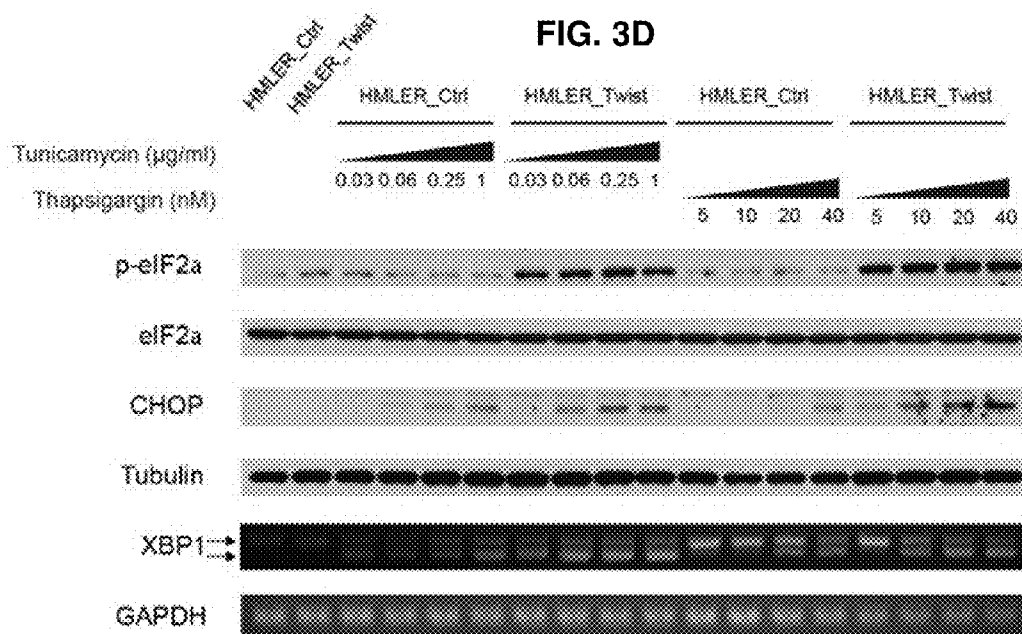 FIG. 3D
HMLER_Ctrl
HMLER_Twist
HMLER_Ctrl HMLER_Twist HMLER_Ctrl HMLER_Twist
Tunicamycin (µg/ml)
0.03 0.06 0.25 1 0.03 0.06 0.25 1
Thapsigargin (nM)
5 10 20 40 5 10 20 40
p-eIF2a
eIF2a
CHOP
Tubulin
XBP1
GAPDH